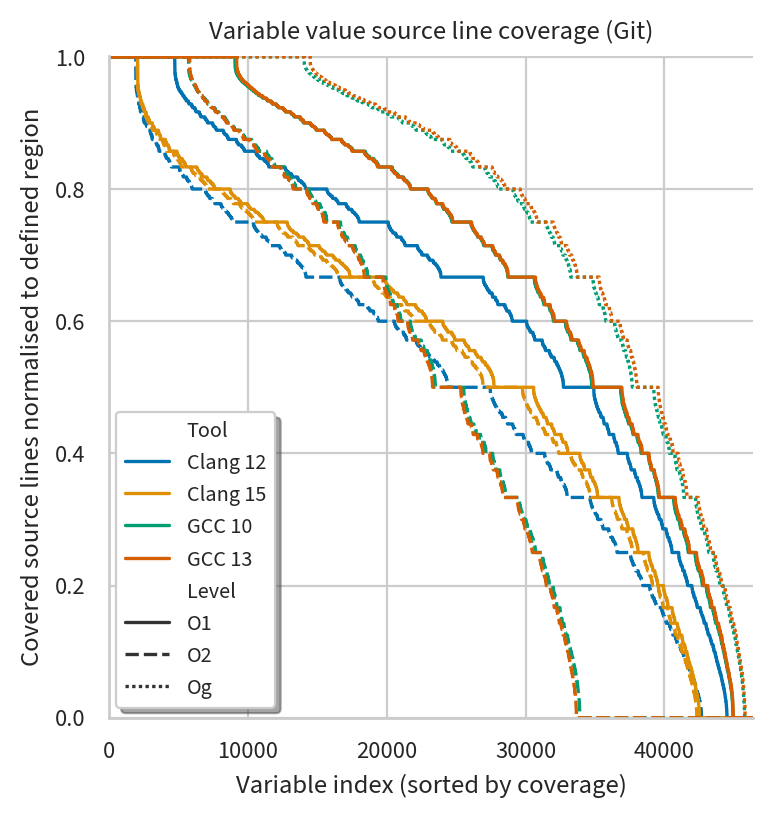 Variable value source line coverage (Git)
Covered source lines normalised to defined region
1.0
0.8
0.6
0.4
0.2
0.0
Tool
Clang 12
Clang 15
GCC 10
GCC 13
Level
O1
O2
Og
0
10000
20000
30000
40000
Variable index (sorted by coverage)